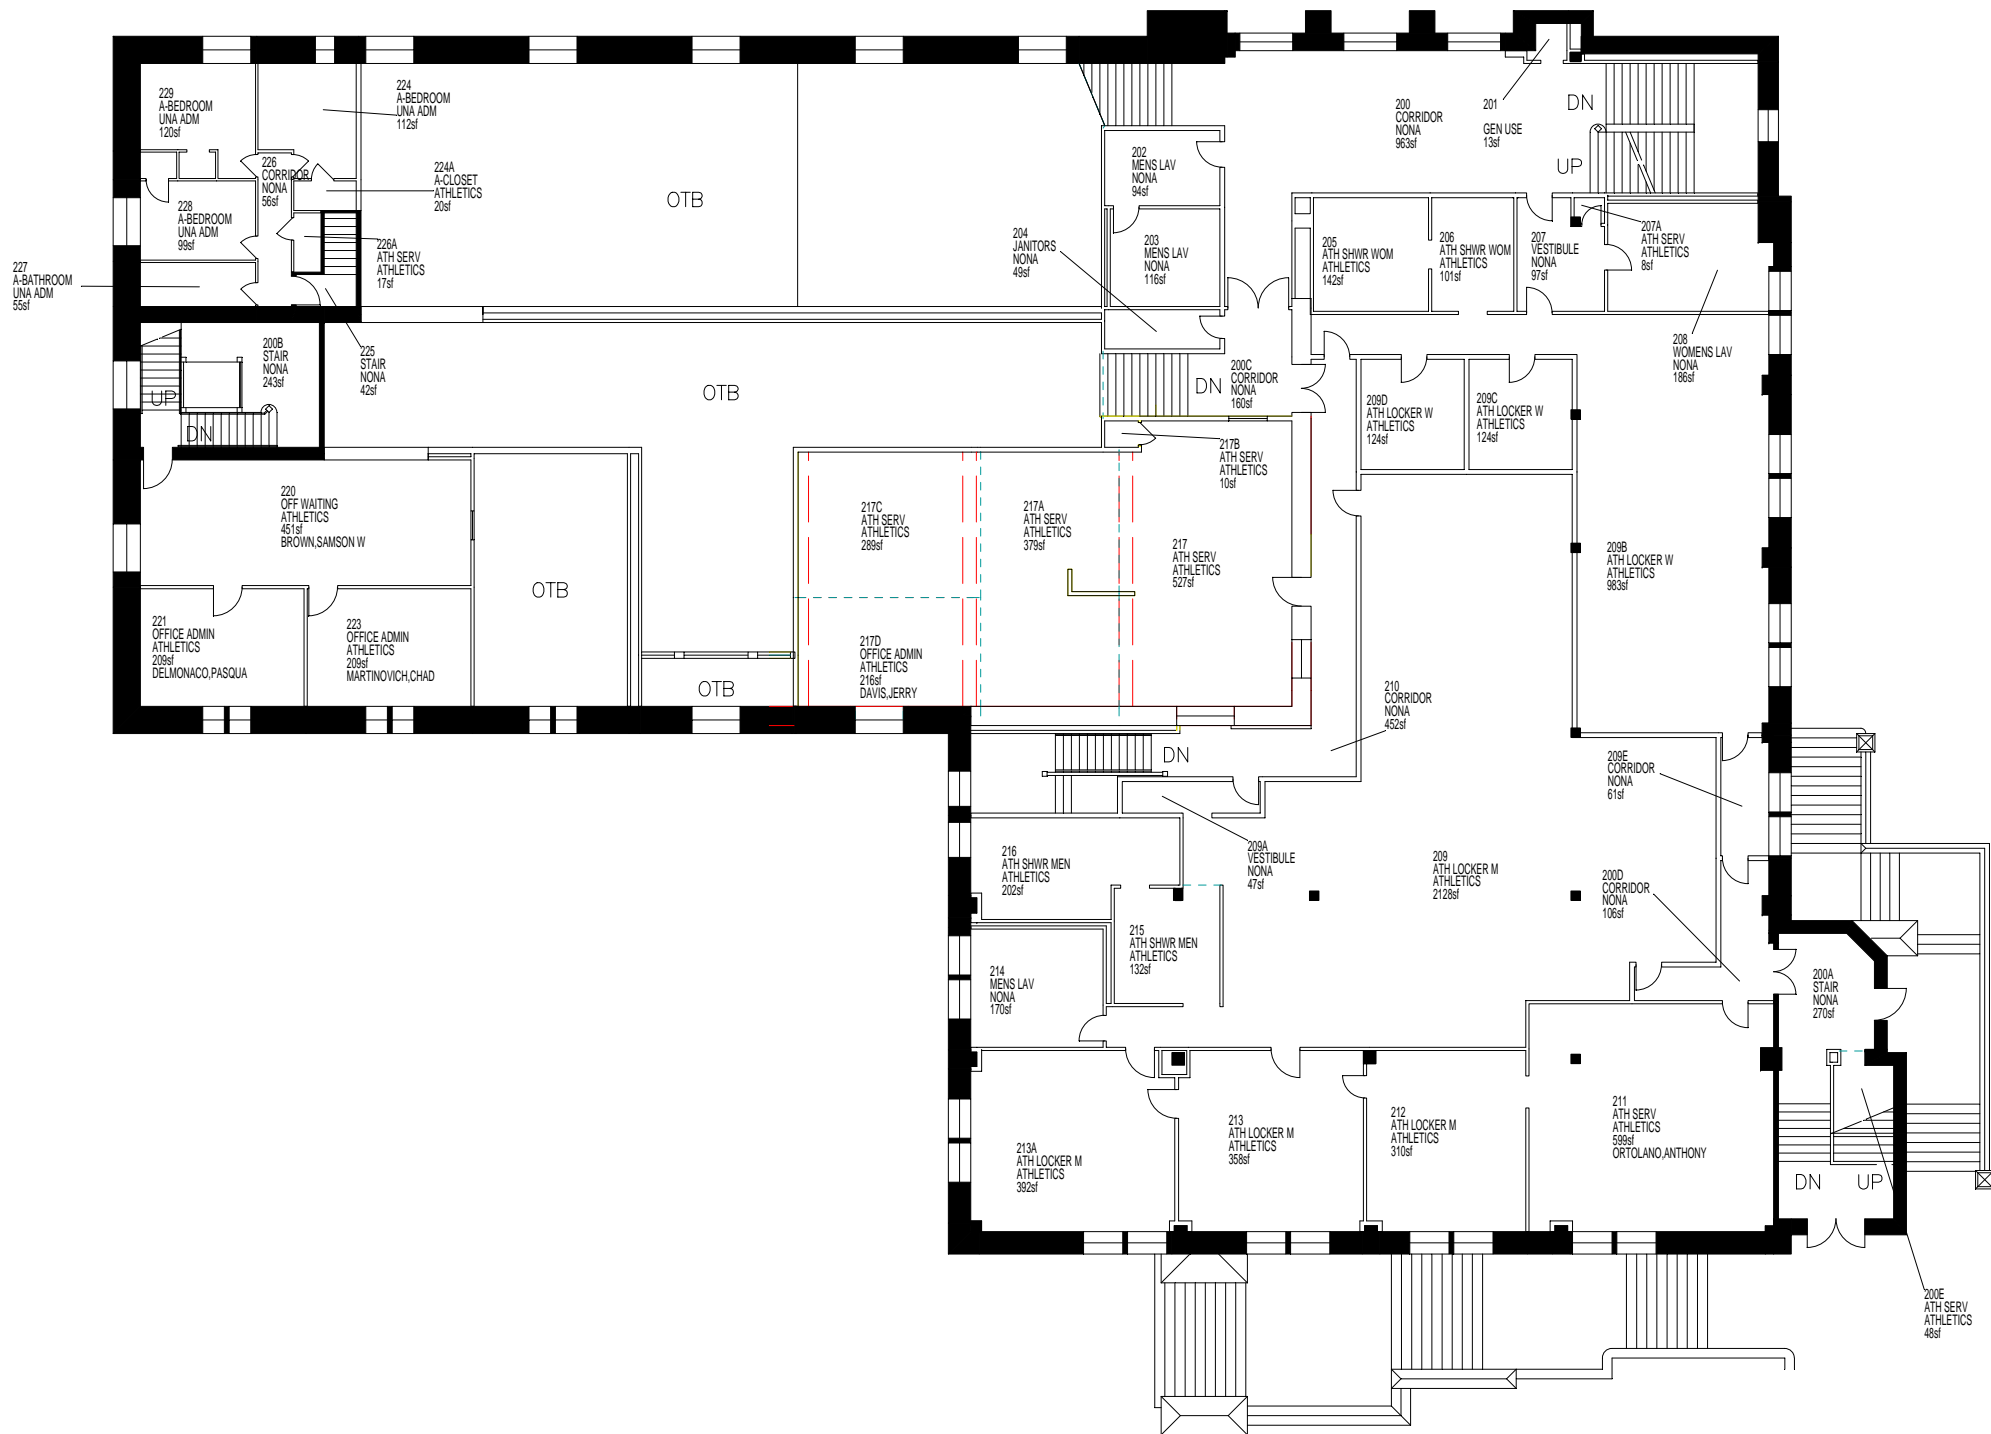 229
A-BEDROOM
UNA ADM
120sf
224
A-BEDROOM
UNA ADM
112sf
226
CORRIDOR
NONA
56sf
224A
A-CLOSET
ATHLETICS
20sf
228
A-BEDROOM
UNA ADM
99sf
226A
ATH SERV
ATHLETICS
17sf
227
A-BATHROOM
UNA ADM
55sf
OTB
200
CORRIDOR
NONA
963sf
201
GEN USE
13sf
DN
UP
202
MENS LAV
NONA
94sf
203
MENS LAV
NONA
116sf
204
JANITORS
NONA
49sf
205
ATH SHWR WOM
ATHLETICS
142sf
206
ATH SHWR WOM
ATHLETICS
101sf
207
VESTIBULE
NONA
97sf
207A
ATH SERV
ATHLETICS
8sf
208
WOMENS LAV
NONA
186sf
200B
STAIR
NONA
243sf
UP
DN
225
STAIR
NONA
42sf
OTB
DN
200C
CORRIDOR
NONA
160sf
209D
ATH LOCKER W
ATHLETICS
124sf
209C
ATH LOCKER W
ATHLETICS
124sf
217B
ATH SERV
ATHLETICS
10sf
220
OFF WAITING
ATHLETICS
451sf
BROWN,SAMSON W
217C
ATH SERV
ATHLETICS
289sf
217A
ATH SERV
ATHLETICS
379sf
217
ATH SERV
ATHLETICS
527sf
209B
ATH LOCKER W
ATHLETICS
983sf
OTB
221
OFFICE ADMIN
ATHLETICS
209sf
DELMONACO,PASQUA
223
OFFICE ADMIN
ATHLETICS
209sf
MARTINOVICH,CHAD
217D
OFFICE ADMIN
ATHLETICS
216sf
DAVIS,JERRY
OTB
210
CORRIDOR
NONA
452sf
DN
209E
CORRIDOR
NONA
61sf
216
ATH SHWR MEN
ATHLETICS
202sf
209A
VESTIBULE
NONA
47sf
209
ATH LOCKER M
ATHLETICS
2128sf
200D
CORRIDOR
NONA
106sf
215
ATH SHWR MEN
ATHLETICS
132sf
214
MENS LAV
NONA
170sf
200A
STAIR
NONA
270sf
213A
ATH LOCKER M
ATHLETICS
392sf
213
ATH LOCKER M
ATHLETICS
358sf
212
ATH LOCKER M
ATHLETICS
310sf
211
ATH SERV
ATHLETICS
599sf
ORTOLANO,ANTHONY
DN
UP
200E
ATH SERV
ATHLETICS
48sf